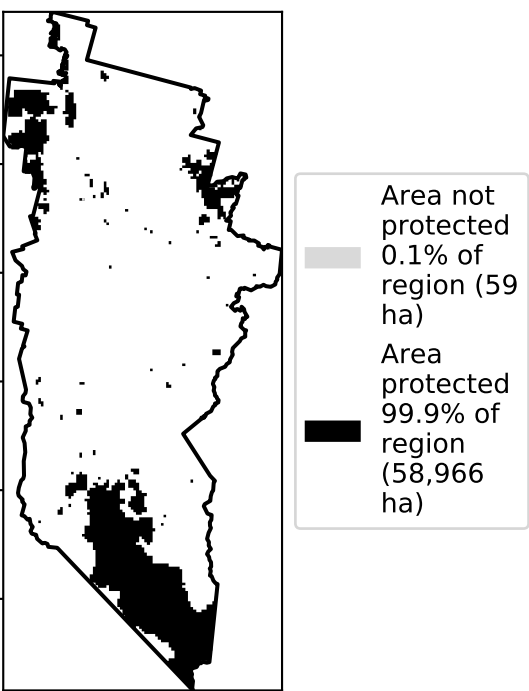 Area not
protected
0.1% of
region (59
ha)
Area
protected
99.9% of
region
(58,966
ha)